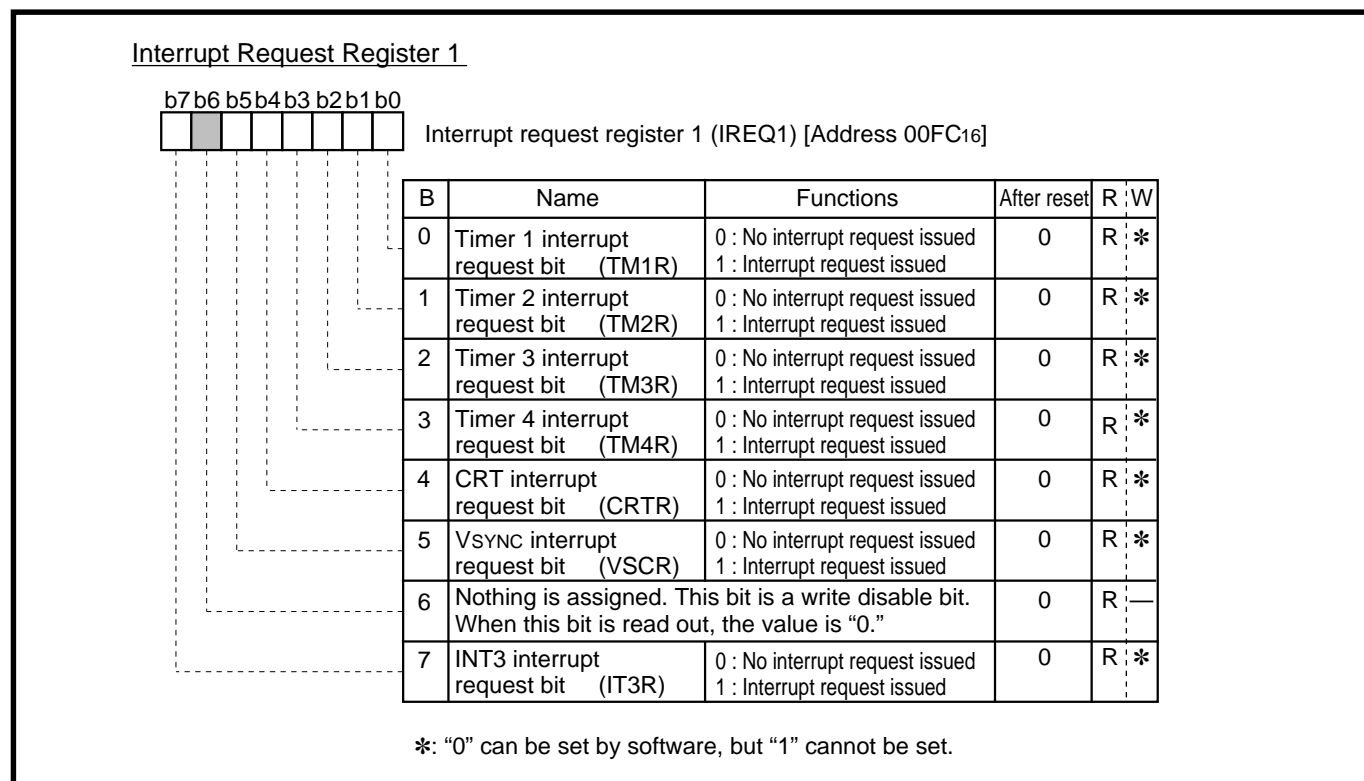 Interrupt Request Register 1
b7 b6 b5 b4 b3 b2 b1 b0
Interrupt request register 1 (IREQ1) [Address 00FC16]
B Name Functions After reset R W
0 Timer 1 interrupt request bit (TM1R) 0 : No interrupt request issued 1 : Interrupt request issued 0 R ✻
1 Timer 2 interrupt request bit (TM2R) 0 : No interrupt request issued 1 : Interrupt request issued 0 R ✻
2 Timer 3 interrupt request bit (TM3R) 0 : No interrupt request issued 1 : Interrupt request issued 0 R ✻
3 Timer 4 interrupt request bit (TM4R) 0 : No interrupt request issued 1 : Interrupt request issued 0 R ✻
4 CRT interrupt request bit (CRTR) 0 : No interrupt request issued 1 : Interrupt request issued 0 R ✻
5 VSYNC interrupt request bit (VSCR) 0 : No interrupt request issued 1 : Interrupt request issued 0 R ✻
6 Nothing is assigned. This bit is a write disable bit. When this bit is read out, the value is “0.” 0 R —
7 INT3 interrupt request bit (IT3R) 0 : No interrupt request issued 1 : Interrupt request issued 0 R ✻
✻: “0” can be set by software, but “1” cannot be set.